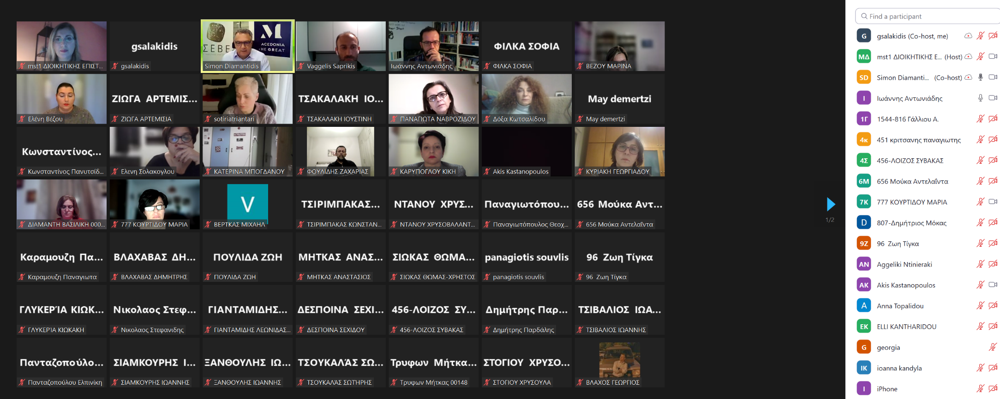 ΣΕΒΕ
M
ACEDONIA
THE GREAT
mst1 ΔΙΟΙΚΗΤΙΚΗΣ ΕΠΙΣΤ...
gsalakidis
gsalakidis
Simon Diamantidis
Vaggelis Saprikis
Ιωάννης Αντωνιάδης
ΦΙΛΚΑ ΣΟΦΙΑ
ΦΙΛΚΑ ΣΟΦΙΑ
ΒΕΖΟΥ ΜΑΡΙΝΑ
Ελένη Βέζου
ΖΙΩΓΑ ΑΡΤΕΜΙΣ...
ΖΙΩΓΑ ΑΡΤΕΜΙΣΙΑ
sotiriatriantari
ΤΣΑΚΑΛΑΚΗ ΙΟ...
ΤΣΑΚΑΛΑΚΗ ΙΟΥΣΤΙΝΗ
ΠΑΝΑΓΙΩΤΑ ΝΑΒΡΟΖΙΔΟΥ
Δόξα Κωτσαλίδου
May demertzi
May demertzi
Κωνσταντίνος...
Κωνσταντίνος Πανυτσίδ...
Ελενη Σολακογλου
ΚΑΤΕΡΙΝΑ ΜΠΟΓΔΑΝΟΥ
ΦΟΥΛΙΔΗΣ ΖΑΧΑΡΙΑΣ
ΚΑΡΥΠΟΓΛΟΥ ΚΙΚΗ
Akis Kastanopoulos
ΚΥΡΙΑΚΗ ΓΕΩΡΓΙΑΔΟΥ
ΔΙΑΜΑΝΤΗ ΒΑΣΙΛΙΚΗ 000...
777 ΚΟΥΡΤΙΔΟΥ ΜΑΡΙΑ
V
ΒΕΡΤΚΑΣ ΜΙΧΑΗΛ
ΤΣΙΡΙΜΠΑΚΑΣ...
ΤΣΙΡΙΜΠΑΚΑΣ ΚΩΝΣΤΑΝ...
ΝΤΑΝΟΥ ΧΡΥΣ...
ΝΤΑΝΟΥ ΧΡΥΣΟΒΑΛΑΝΤ...
Παναγιωτόπου...
Παναγιωτόπουλος Θεοχ...
656 Μούκα Αντ...
656 Μούκα Αντελαΐντα
Καραμουζη Πα...
Καραμουζη Παναγιωτα
ΒΛΑΧΑΒΑΣ ΔΗ...
ΒΛΑΧΑΒΑΣ ΔΗΜΗΤΡΗΣ
ΠΟΥΛΙΔΑ ΖΩΗ
ΠΟΥΛΙΔΑ ΖΩΗ
ΜΗΤΚΑΣ ΑΝΑΣ...
ΜΗΤΚΑΣ ΑΝΑΣΤΑΣΙΟΣ
ΣΙΩΚΑΣ ΘΩΜΑ...
ΣΙΩΚΑΣ ΘΩΜΑΣ-ΧΡΗΣΤΟΣ
panagiotis souvlis
panagiotis souvlis
96 Ζωη Τίγκα
96 Ζωη Τίγκα
ΓΛΥΚΕΡΊΑ ΚΙΩΚ...
ΓΛΥΚΕΡΊΑ ΚΙΩΚΑΚΗ
Νικολαος Στεφ...
Νικολαος Στεφανιδης
ΓΙΑΝΤΑΜΙΔΗΣ...
ΓΙΑΝΤΑΜΙΔΗΣ ΛΕΩΝΙΔΑΣ...
ΔΕΣΠΟΙΝΑ ΣΕΧΙ...
ΔΕΣΠΟΙΝΑ ΣΕΧΙΔΟΥ
456-ΛΟΙΖΟΣ ΣΥ...
456-ΛΟΙΖΟΣ ΣΥΒΑΚΑΣ
Δημήτρης Παρ...
Δημήτρης Παρδάλης
ΤΣΙΒΑΛΙΟΣ ΙΩΑ...
ΤΣΙΒΑΛΙΟΣ ΙΩΑΝΝΗΣ
Πανταζοπούλο...
Πανταζοπούλου Ελπινίκη
ΣΙΑΜΚΟΥΡΗΣ Ι...
ΣΙΑΜΚΟΥΡΗΣ ΙΩΑΝΝΗΣ
ΞΑΝΘΟΥΛΗΣ ΙΩ...
ΞΑΝΘΟΥΛΗΣ ΙΩΑΝΝΗΣ
ΤΣΟΥΚΑΛΆΣ ΣΩ...
ΤΣΟΥΚΑΛΆΣ ΣΩΤΉΡΗΣ
Τρυφων Μήτκα...
Τρυφων Μήτκας 00148
ΣΤΟΓΙΟΥ ΧΡΥΣΟ...
ΣΤΟΓΙΟΥ ΧΡΥΣΟΥΛΑ
ΒΛΑΧΟΣ ΓΕΩΡΓΙΟΣ
1/2
Find a participant
G gsalakidis (Co-host, me)
ΜΔ mst1 ΔΙΟΙΚΗΤΙΚΗΣ Ε... (Host)
SD Simon Diamanti... (Co-host)
Ι Ιωάννης Αντωνιάδης
1Γ 1544-816 Γάλλιου Α.
4κ 451 κριτσανης παναγιωτης
4Σ 456-ΛΟΙΖΟΣ ΣΥΒΑΚΑΣ
6Μ 656 Μούκα Αντελαΐντα
7Κ 777 ΚΟΥΡΤΙΔΟΥ ΜΑΡΙΑ
D 807-Δημήτριος Μόκας
9Ζ 96 Ζωη Τίγκα
AN Aggeliki Ntinieraki
AK Akis Kastanopoulos
A Anna Topalidou
EK ELLI KANTHARIDOU
G georgia
IK ioanna kandyla
I iPhone